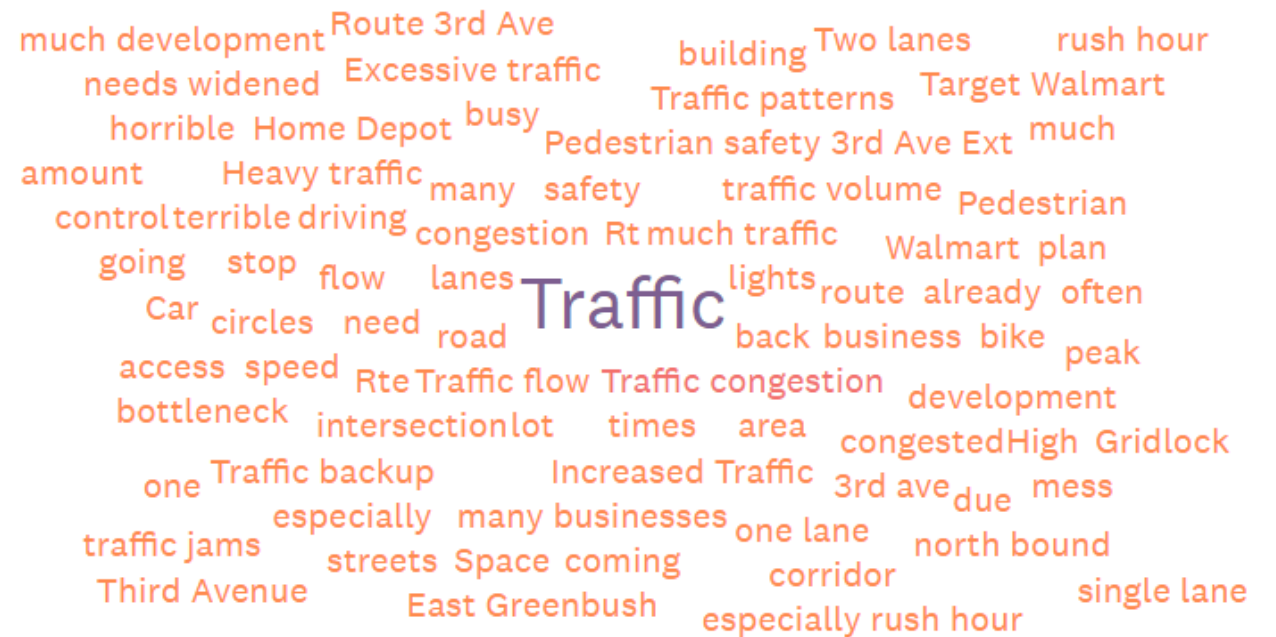 much development Route 3rd Ave building Two lanes rush hour
needs widened Excessive traffic Traffic patterns Target Walmart
horrible Home Depot busy Pedestrian safety 3rd Ave Ext much
amount Heavy traffic many safety traffic volume Pedestrian
control terrible driving congestion Rt much traffic Walmart plan
going stop flow lanes Traffic lights route already often
Car circles need road back business bike peak
access speed Rte Traffic flow Traffic congestion development
bottleneck intersection lot times area congested High Gridlock
one Traffic backup Increased Traffic 3rd ave due mess
especially many businesses one lane north bound
traffic jams streets Space coming corridor single lane
Third Avenue East Greenbush especially rush hour